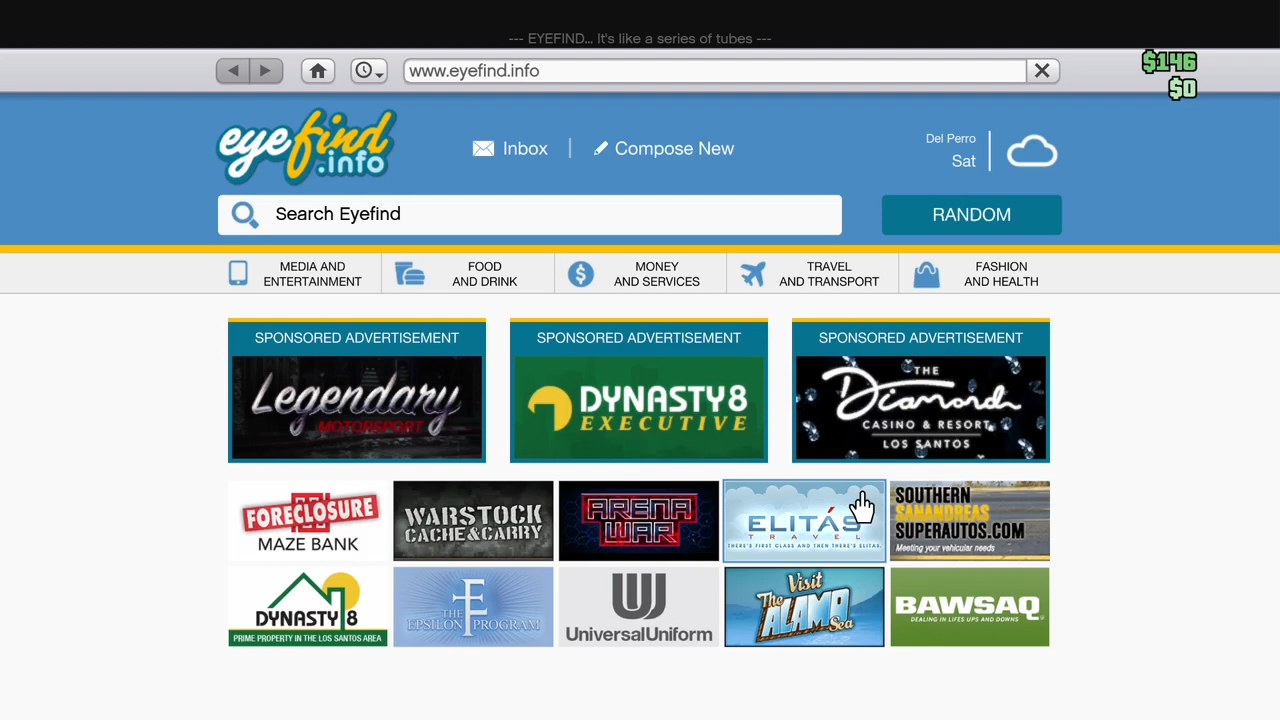 --- EYEFIND... It's like a series of tubes ---
www.eyefind.info
$146
$0
eyefind
.info
Inbox
Compose New
Del Perro
Sat
Search Eyefind
RANDOM
MEDIA AND
ENTERTAINMENT
FOOD
AND DRINK
MONEY
AND SERVICES
TRAVEL
AND TRANSPORT
FASHION
AND HEALTH
SPONSORED ADVERTISEMENT
Legendary
MOTORSPORT
SPONSORED ADVERTISEMENT
DYNASTY 8
EXECUTIVE
SPONSORED ADVERTISEMENT
THE
Diamond
CASINO & RESORT
LOS SANTOS
FORECLOSURE
MAZE BANK
WARSTOCK
CACHE & CARRY
ARENA
WAR
ELITÁS
TRAVEL
THERE'S FIRST CLASS AND THEN THERE'S ELITAS.
SOUTHERN
SANANDREAS
SUPERAUTOS.COM
Meeting your vehicular needs
DYNASTY 8
PRIME PROPERTY IN THE LOS SANTOS AREA
THE
EPSILON PROGRAM
UniversalUniform
Visit
The ALAMO Sea
BAWSAQ
DEALING IN LIFES UPS AND DOWNS